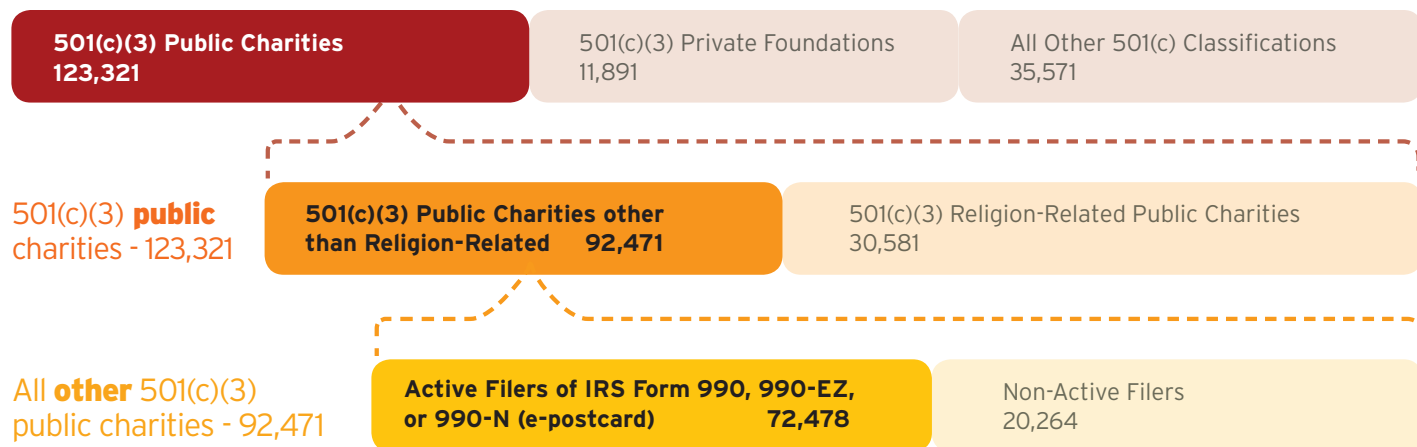 501(c)(3) Public Charities
123,321
501(c)(3) Private Foundations
11,891
All Other 501(c) Classifications
35,571
501(c)(3) public
charities - 123,321
501(c)(3) Public Charities other
than Religion-Related 92,471
501(c)(3) Religion-Related Public Charities
30,581
All other 501(c)(3)
public charities - 92,471
Active Filers of IRS Form 990, 990-EZ,
or 990-N (e-postcard) 72,478
Non-Active Filers
20,264